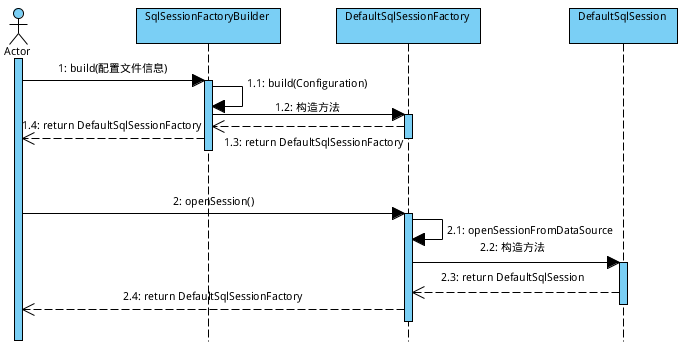 SqlSessionFactoryBuilder
DefaultSqlSessionFactory
DefaultSqlSession
Actor
1: build(配置文件信息)
1.1: build(Configuration)
1.2: 构造方法
1.4: return DefaultSqlSessionFactory
1.3: return DefaultSqlSessionFactory
2: openSession()
2.1: openSessionFromDataSource
2.2: 构造方法
2.3: return DefaultSqlSession
2.4: return DefaultSqlSessionFactory